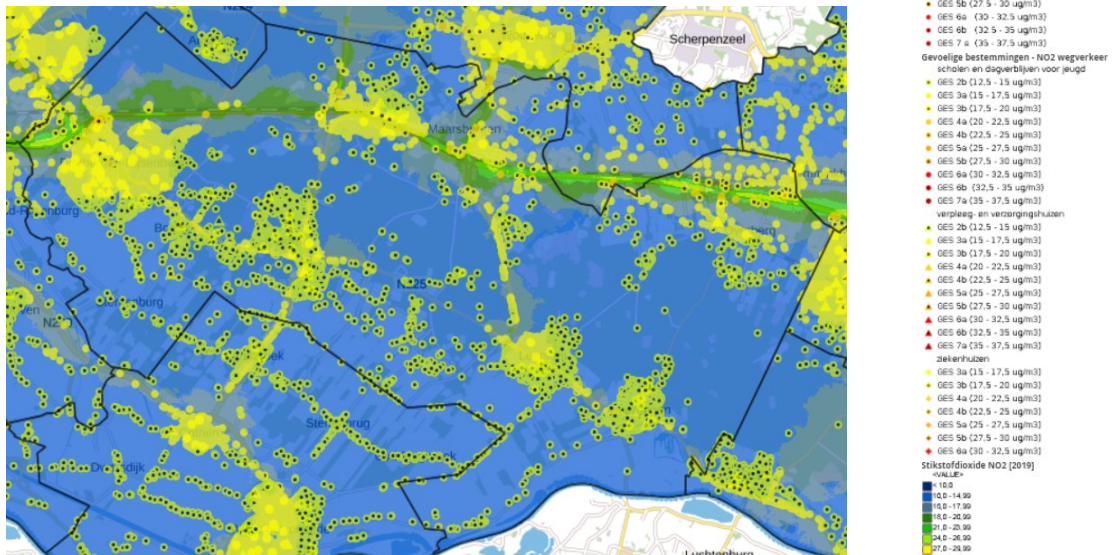 Scherpenzeel
Maarsbergen
N225
Dwarsdijk
Luchtenburg
GES 5b (27.5 - 30 ug/m3)
GES 6a (30 - 32.5 ug/m3]
GES 6b (32.5 - 35 ug/m3]
GES 7 a (35 - 37.5 ug/m3]
Gevoelige bestemmingen - NO2 wegverkeer
scholen en dagverblijven voor jeugd
GES 2b (12,5 - 15 ug/m3]
GES 3a (15 - 17,5 ug/m3]
GES 3b (17,5 - 20 ug/m3]
GES 4a (20 - 22,5 ug/m3]
GES 4b (22,5 - 25 ug/m3]
GES 5a (25 - 27,5 ug/m3]
GES 5b (27,5 - 30 ug/m3]
GES 6a (30 - 32,5 ug/m3]
GES 6b (32,5 - 35 ug/m3]
GES 7a (35 - 37,5 ug/m3]
verpleeg- en verzorgingshuizen
GES 2b (12,5 - 15 ug/m3]
GES 3a (15 - 17,5 ug/m3]
GES 3b (17,5 - 20 ug/m3]
GES 4a (20 - 22,5 ug/m3]
GES 4b (22,5 - 25 ug/m3]
GES 5a (25 - 27,5 ug/m3]
GES 5b (27,5 - 30 ug/m3]
GES 6a (30 - 32,5 ug/m3]
GES 6b (32,5 - 35 ug/m3]
GES 7a (35 - 37,5 ug/m3]
ziekenhuizen
GES 3a (15 - 17,5 ug/m3]
GES 3b (17,5 - 20 ug/m3]
GES 4a (20 - 22,5 ug/m3]
GES 4b (22,5 - 25 ug/m3]
GES 5a (25 - 27,5 ug/m3]
GES 5b (27,5 - 30 ug/m3]
GES 6a (30 - 32,5 ug/m3]
Stikstofdioxide NO2 [2019]
<VALUE>
< 10,0
10,0 - 14,99
15,0 - 17,99
18,0 - 20,99
21,0 - 23,99
24,0 - 26,99
27,0 - 29,99